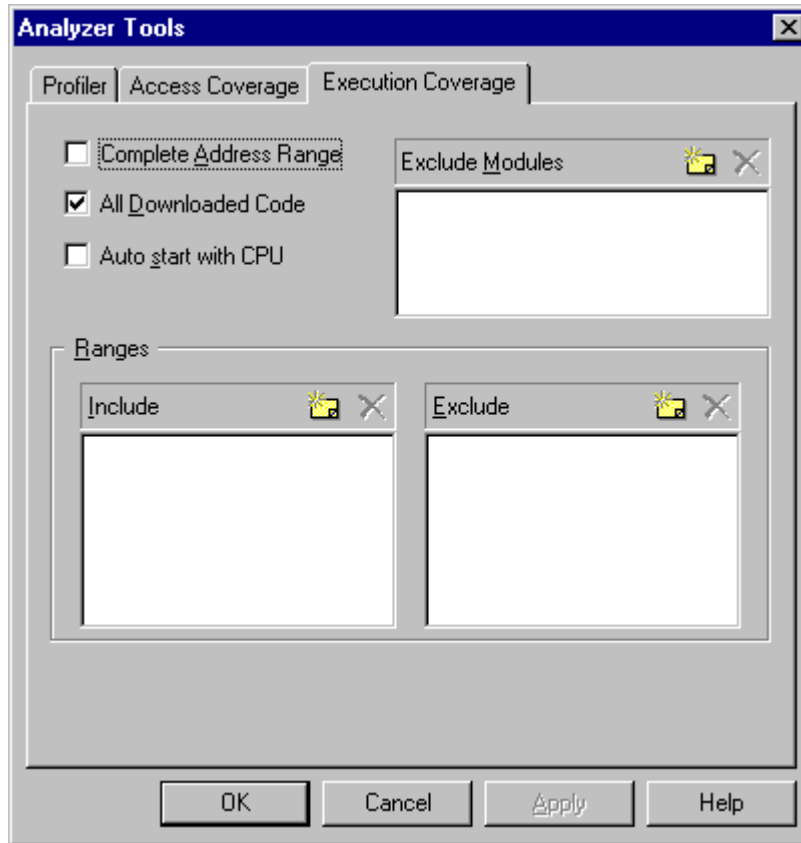 Analyzer Tools
Profiler
Access Coverage
Execution Coverage
Complete Address Range
All Downloaded Code
Auto start with CPU
Exclude Modules
Ranges
Include
Exclude
OK
Cancel
Apply
Help